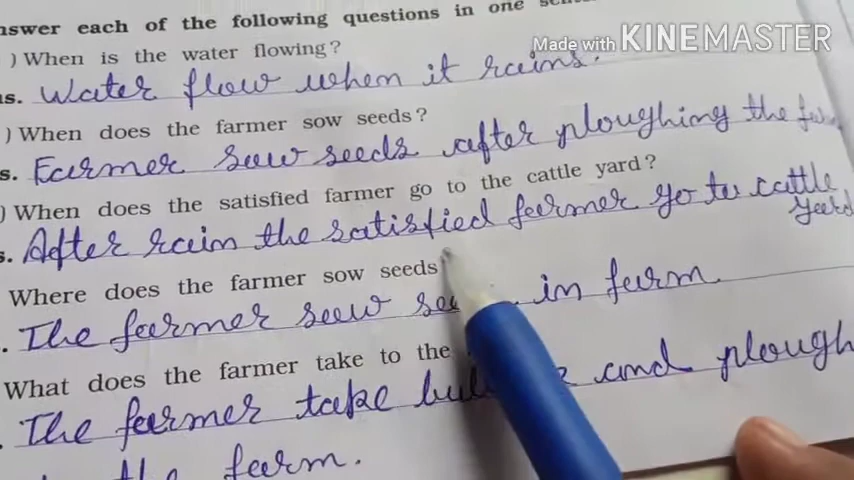 nswer each of the following questions in one
Made with KINEMASTER
) When is the water flowing?
s. Water flow when it rains.
) When does the farmer sow seeds?
s. Farmer sow seeds after ploughing the
) When does the satisfied farmer go to the cattle yard?
s. After rain the satisfied farmer go to cattle
yard
Where does the farmer sow seeds
. The farmer sow in farm.
What does the farmer take to the
. The farmer take and plough
farm.